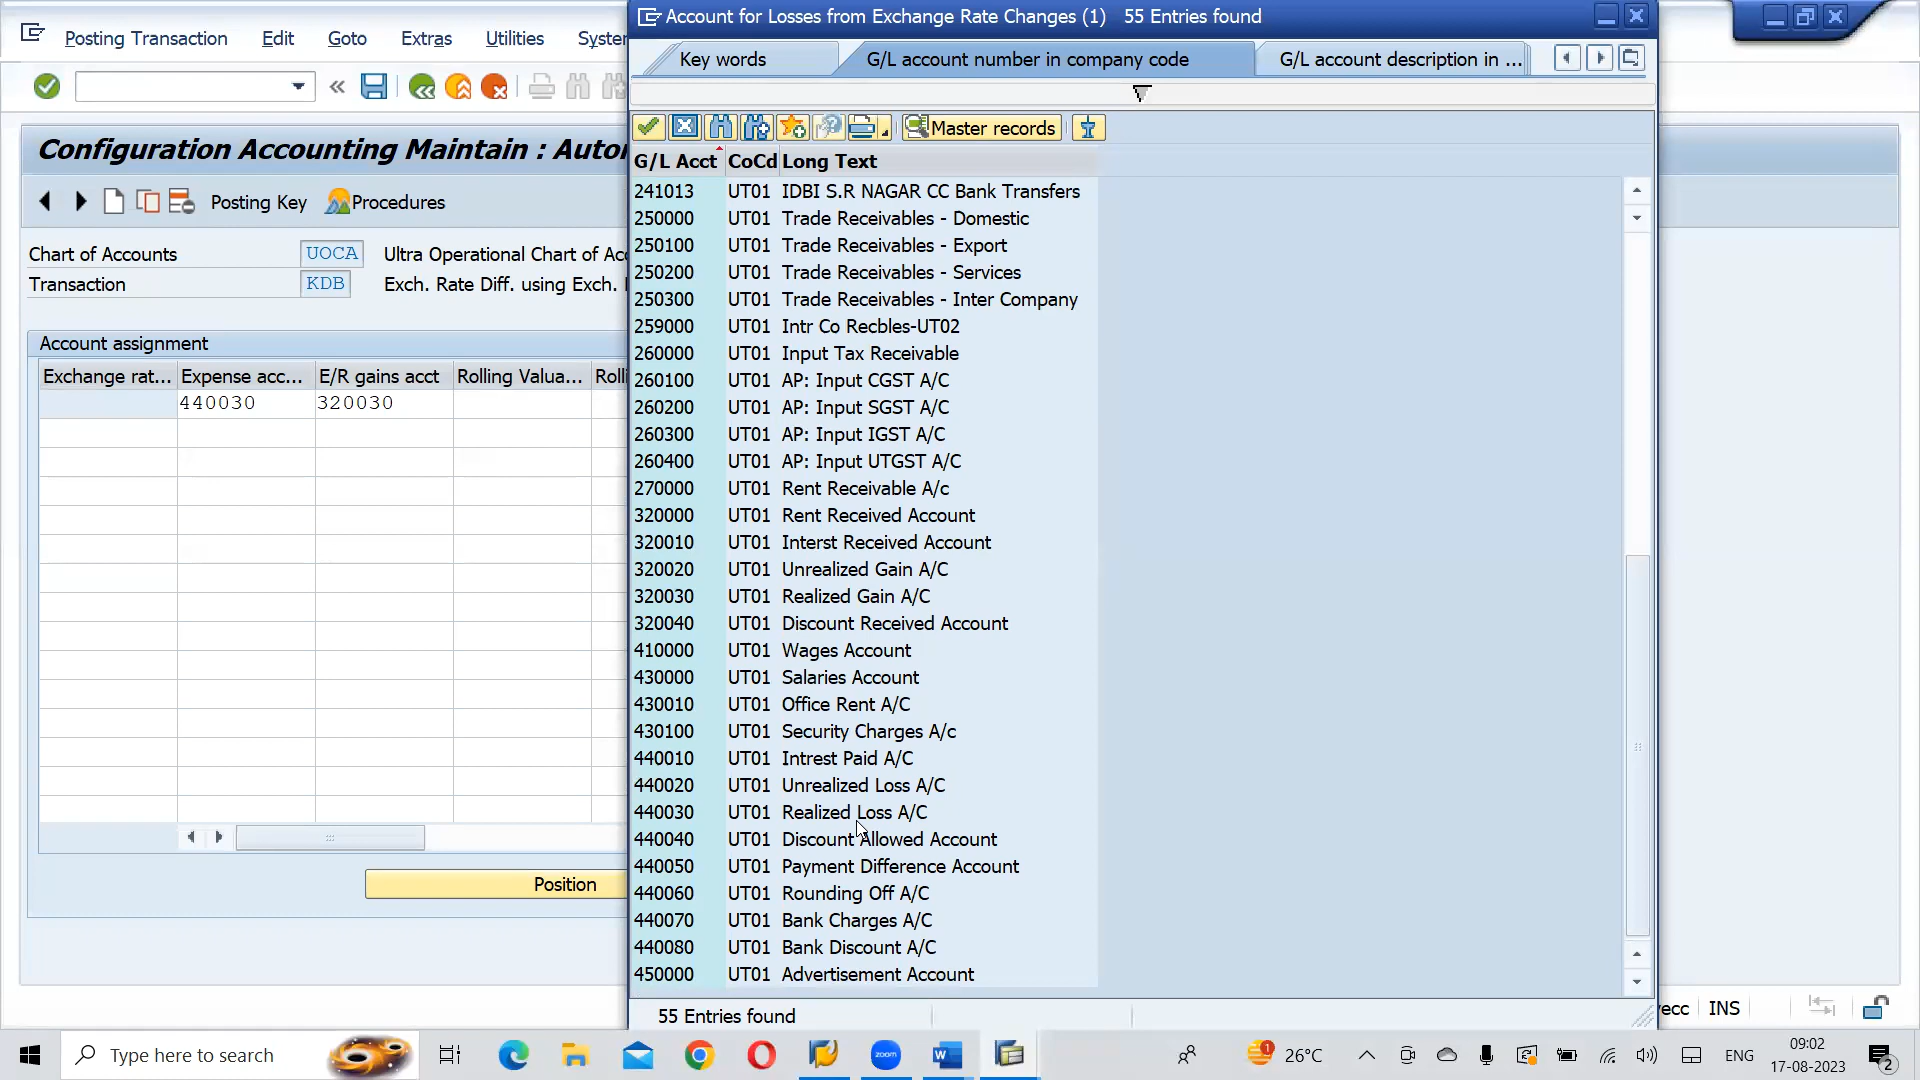 Posting Transaction Edit Goto Extras Utilities
Configuration Accounting Maintain :
Posting Key Procedures
Chart of Accounts UOCA Ultra Operational Chart of
Transaction KDB Exch. Rate Diff. using Exch.
Account assignment
Exchange rat... Expense acc... E/R gains acct Rolling Valua...
440030 320030
Position
Account for Losses from Exchange Rate Changes (1) 55 Entries found
Key words G/L account number in company code G/L account description in ...
Master records
G/L Acct CoCd Long Text
241013 UT01 IDBI S.R NAGAR CC Bank Transfers
250000 UT01 Trade Receivables - Domestic
250100 UT01 Trade Receivables - Export
250200 UT01 Trade Receivables - Services
250300 UT01 Trade Receivables - Inter Company
259000 UT01 Intr Co Recbles-UT02
260000 UT01 Input Tax Receivable
260100 UT01 AP: Input CGST A/C
260200 UT01 AP: Input SGST A/C
260300 UT01 AP: Input IGST A/C
260400 UT01 AP: Input UTGST A/C
270000 UT01 Rent Receivable A/c
320000 UT01 Rent Received Account
320010 UT01 Interst Received Account
320020 UT01 Unrealized Gain A/C
320030 UT01 Realized Gain A/C
320040 UT01 Discount Received Account
410000 UT01 Wages Account
430000 UT01 Salaries Account
430010 UT01 Office Rent A/C
430100 UT01 Security Charges A/c
440010 UT01 Intrest Paid A/C
440020 UT01 Unrealized Loss A/C
440030 UT01 Realized Loss A/C
440040 UT01 Discount Allowed Account
440050 UT01 Payment Difference Account
440060 UT01 Rounding Off A/C
440070 UT01 Bank Charges A/C
440080 UT01 Bank Discount A/C
450000 UT01 Advertisement Account
55 Entries found
INS
Type here to search
zoom
1
26°C
ENG
09:02
17-08-2023
2